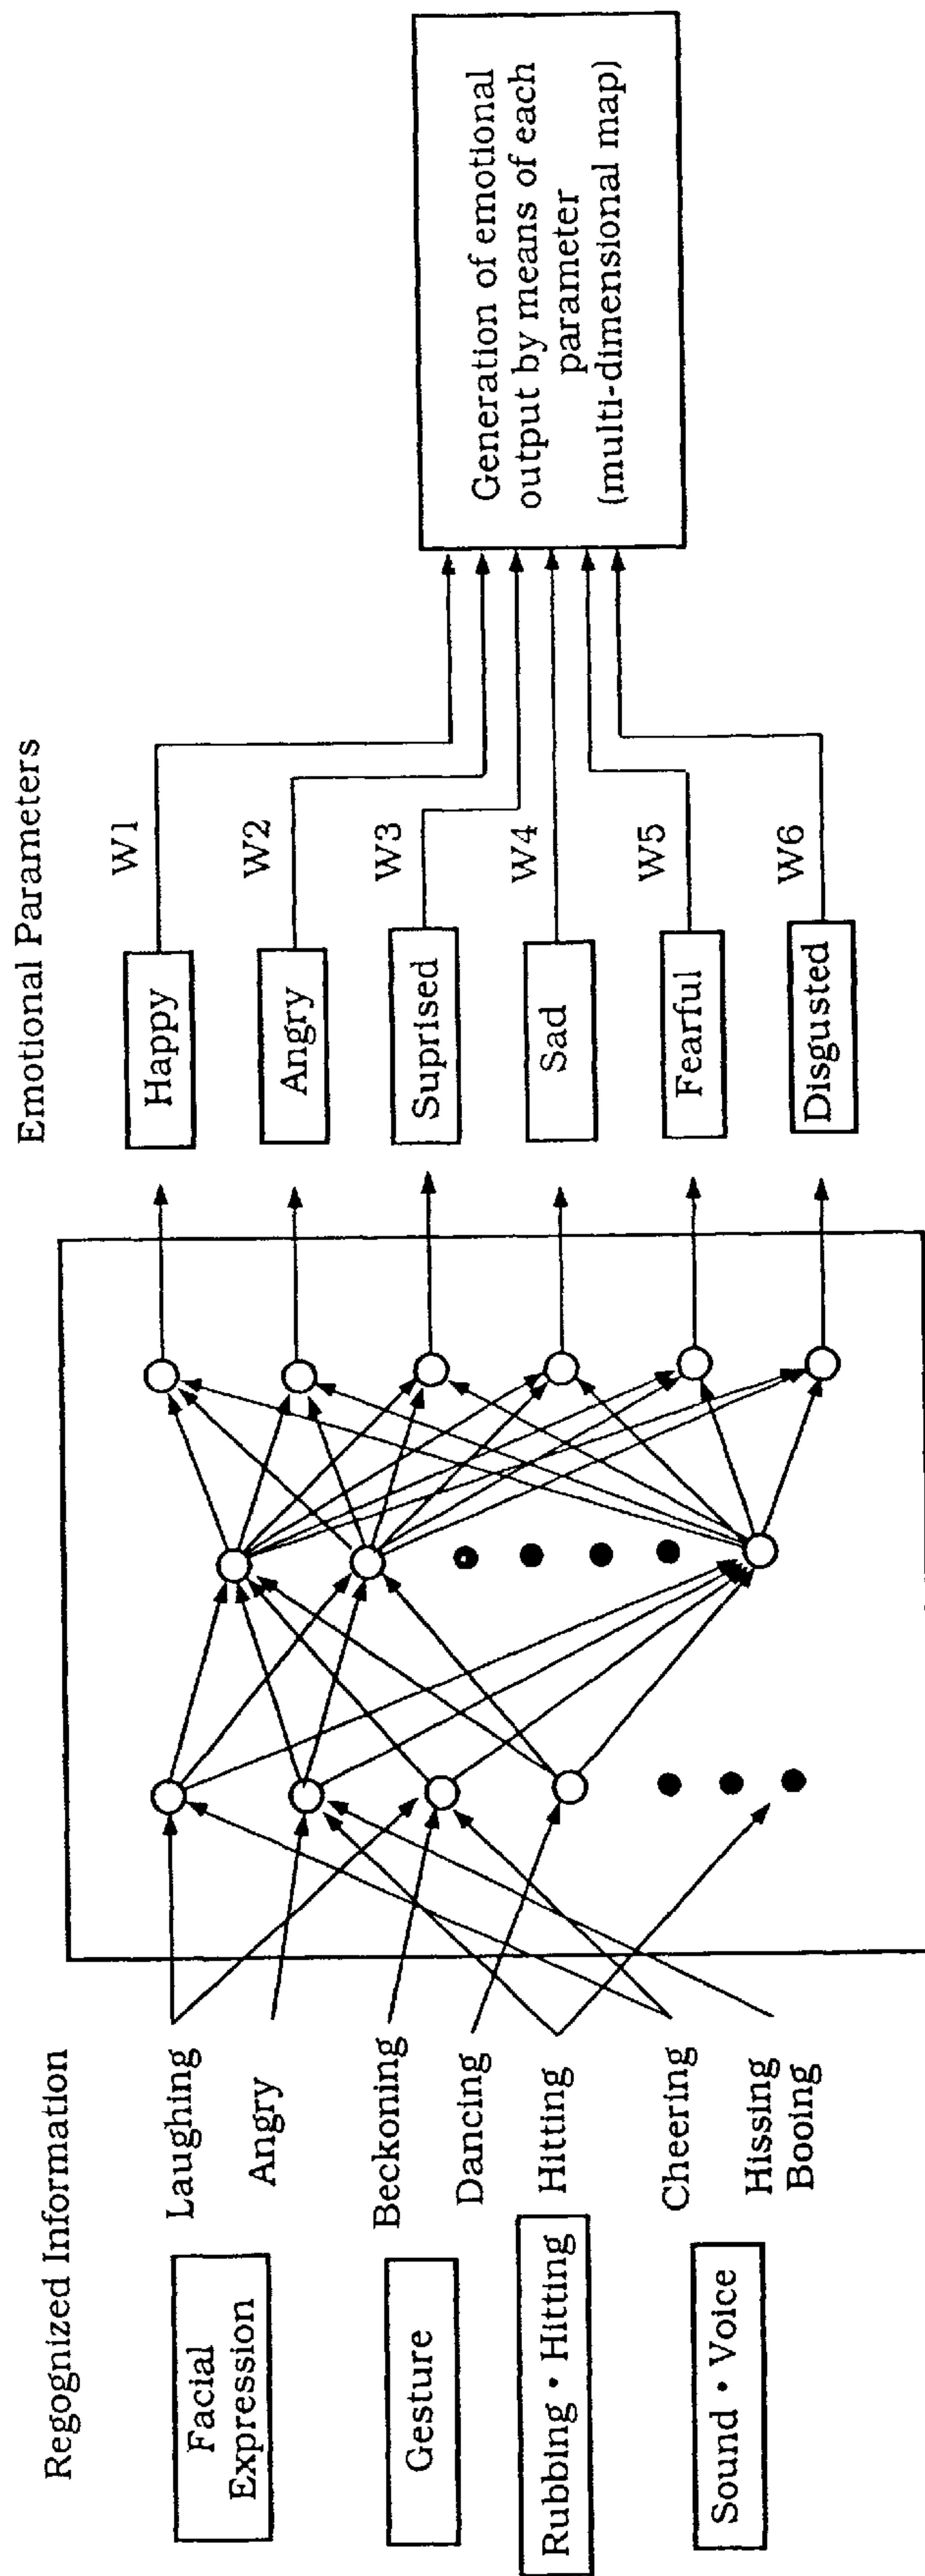 Regognized Information
Facial
Expression
Laughing
Angry
Gesture
Beckoning
Dancing
Rubbing • Hitting
Hitting
Sound • Voice
Cheering
Hissing
Booing
Emotional Parameters
Happy
W1
Angry
W2
Suprised
W3
Sad
W4
Fearful
W5
Disgusted
W6
Generation of emotional
output by means of each
parameter
(multi-dimensional map)